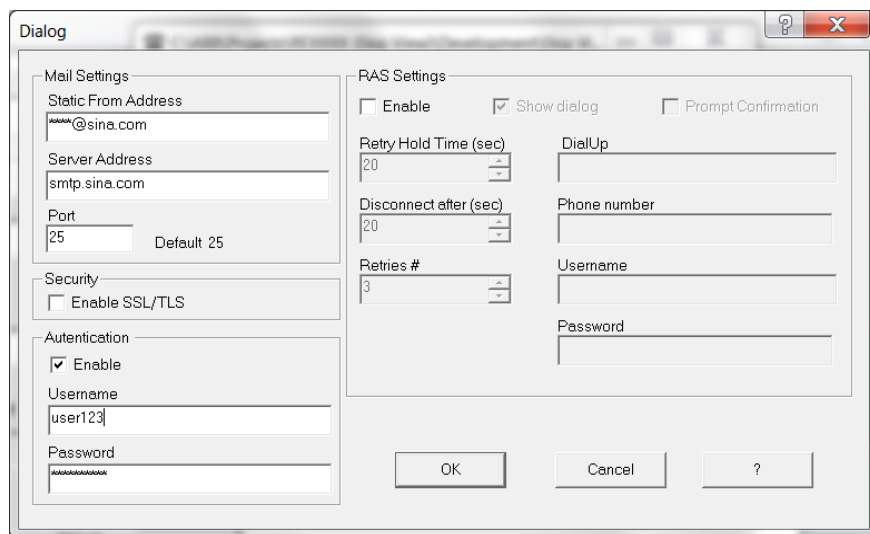 Dialog
Mail Settings
Static From Address
****@sina.com
Server Address
smtp.sina.com
Port
25
Default 25
Security
Enable SSL/TLS
Autentication
Enable
Username
user123
Password
**********
RAS Settings
Enable
Show dialog
Prompt Confirmation
Retry Hold Time (sec)
20
DialUp
Disconnect after (sec)
20
Phone number
Retries #
3
Username
Password
OK
Cancel
?